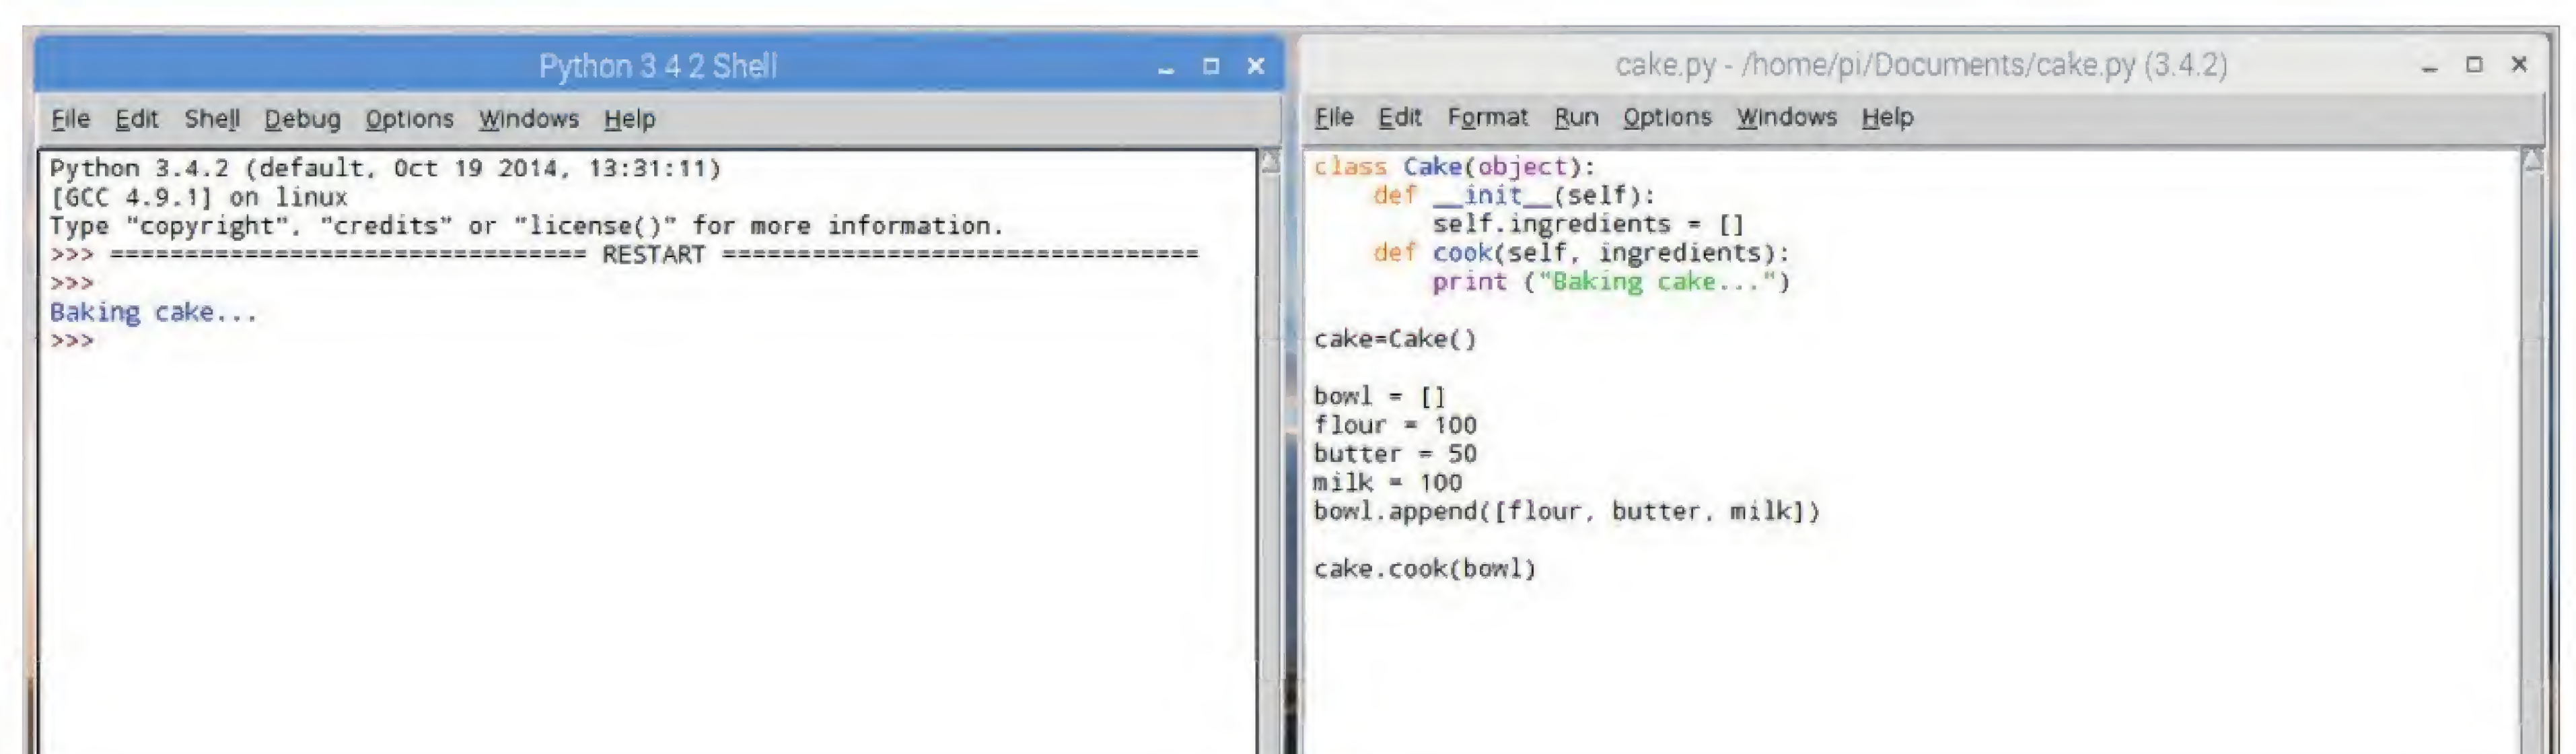 Python 3 4 2 Shell
File Edit Shell Debug Options Windows Help
Python 3.4.2 (default, Oct 19 2014, 13:31:11)
[GCC 4.9.1] on linux
Type "copyright", "credits" or "license()" for more information.
>>> ================================ RESTART ================================
>>>
Baking cake...
>>>
cake.py - /home/pi/Documents/cake.py (3.4.2)
File Edit Format Run Options Windows Help
class Cake(object):
    def __init__(self):
        self.ingredients = []
    def cook(self, ingredients):
        print ("Baking cake...")
cake=Cake()
bowl = []
flour = 100
butter = 50
milk = 100
bowl.append([flour, butter, milk])
cake.cook(bowl)